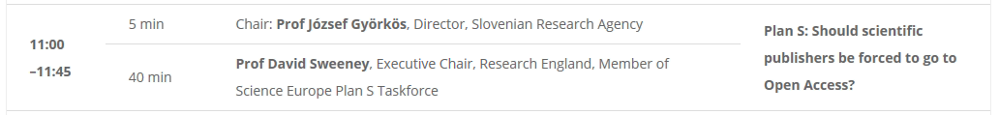 11:00
–11:45
5 min
Chair: Prof József Györkös, Director, Slovenian Research Agency
40 min
Prof David Sweeney, Executive Chair, Research England, Member of
Science Europe Plan S Taskforce
Plan S: Should scientific
publishers be forced to go to
Open Access?